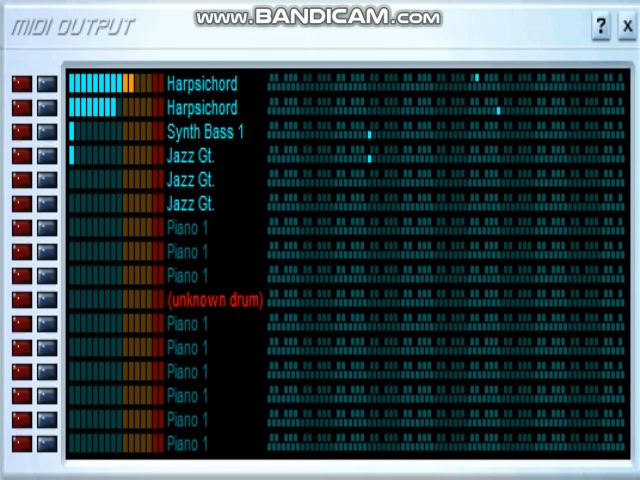 www.BANDICAM.com
MIDI OUTPUT
? X
Harpsichord
Harpsichord
Synth Bass 1
Jazz Gt.
Jazz Gt.
Jazz Gt.
Piano 1
Piano 1
Piano 1
(unknown drum)
Piano 1
Piano 1
Piano 1
Piano 1
Piano 1
Piano 1